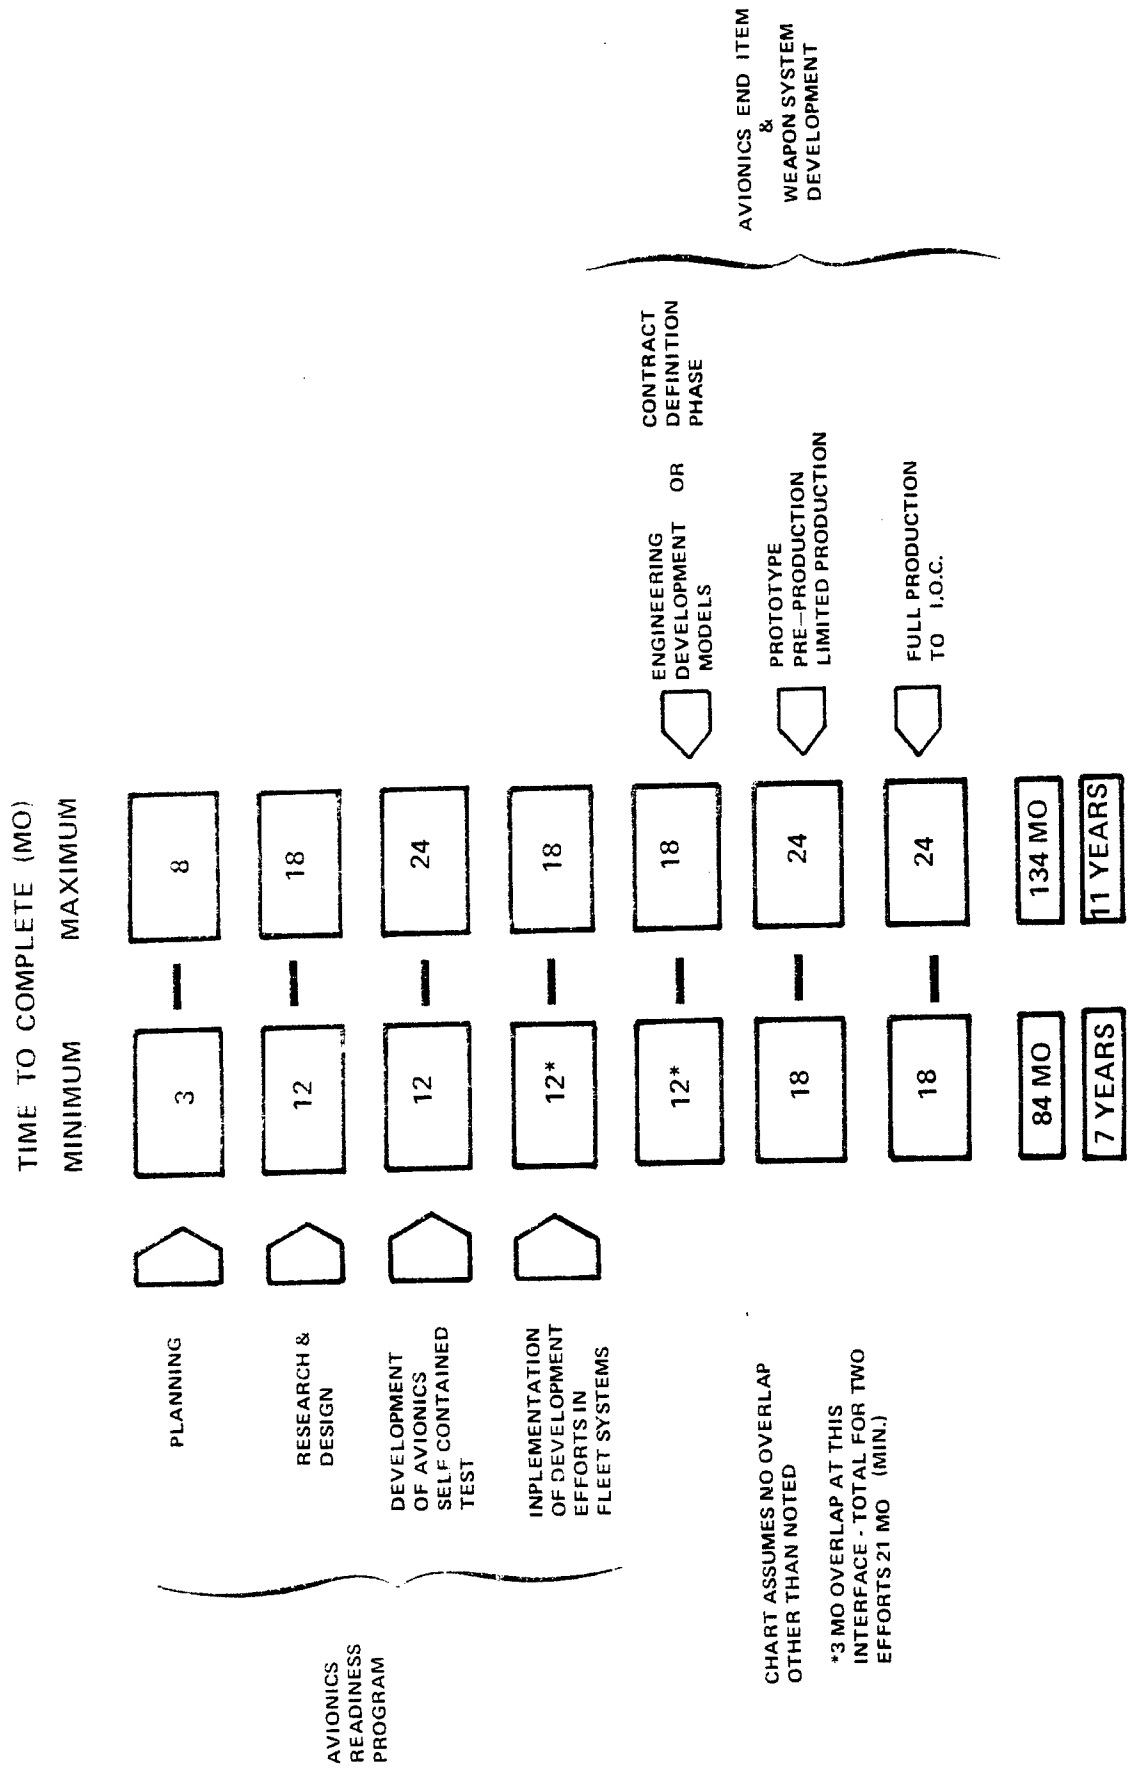 TIME TO COMPLETE (MO)
MINIMUM
MAXIMUM
AVIONICS
READINESS
PROGRAM
PLANNING
3
8
RESEARCH &
DESIGN
12
18
DEVELOPMENT
OF AVIONICS
SELF CONTAINED
TEST
12
24
INPLEMENTATION
OF DEVELOPMENT
EFFORTS IN
FLEET SYSTEMS
12*
18
12*
18
ENGINEERING
DEVELOPMENT OR
MODELS
CONTRACT
DEFINITION
PHASE
18
24
PROTOTYPE
PRE–PRODUCTION
LIMITED PRODUCTION
18
24
FULL PRODUCTION
TO I.O.C.
AVIONICS END ITEM
&
WEAPON SYSTEM
DEVELOPMENT
84 MO
134 MO
7 YEARS
11 YEARS
CHART ASSUMES NO OVERLAP
OTHER THAN NOTED
*3 MO OVERLAP AT THIS
INTERFACE - TOTAL FOR TWO
EFFORTS 21 MO (MIN.)